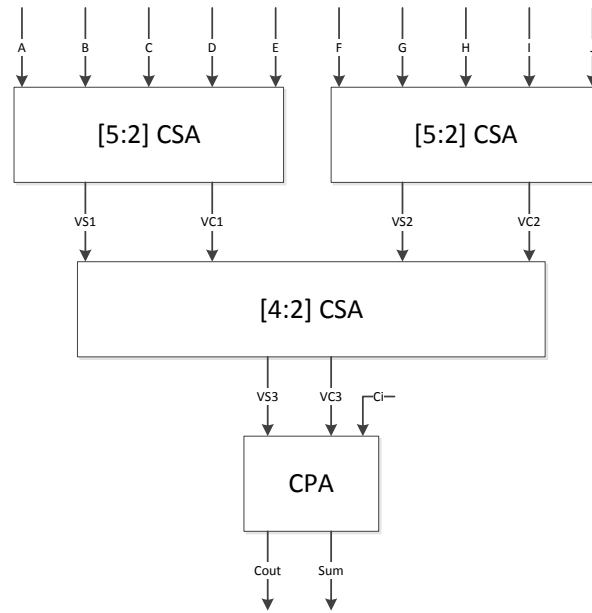 A B C D E F G H I J
[5:2] CSA [5:2] CSA
VS1 VC1 VS2 VC2
[4:2] CSA
VS3 VC3 Ci
CPA
Cout Sum